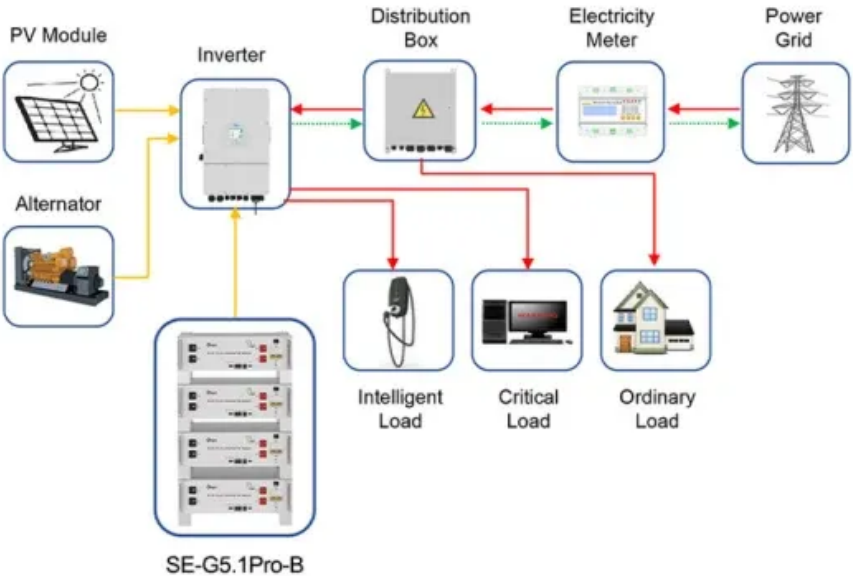 PV Module
Inverter
Distribution
Box
Electricity
Meter
Power
Grid
Alternator
Intelligent
Load
Critical
Load
Ordinary
Load
SE-G5.1Pro-B